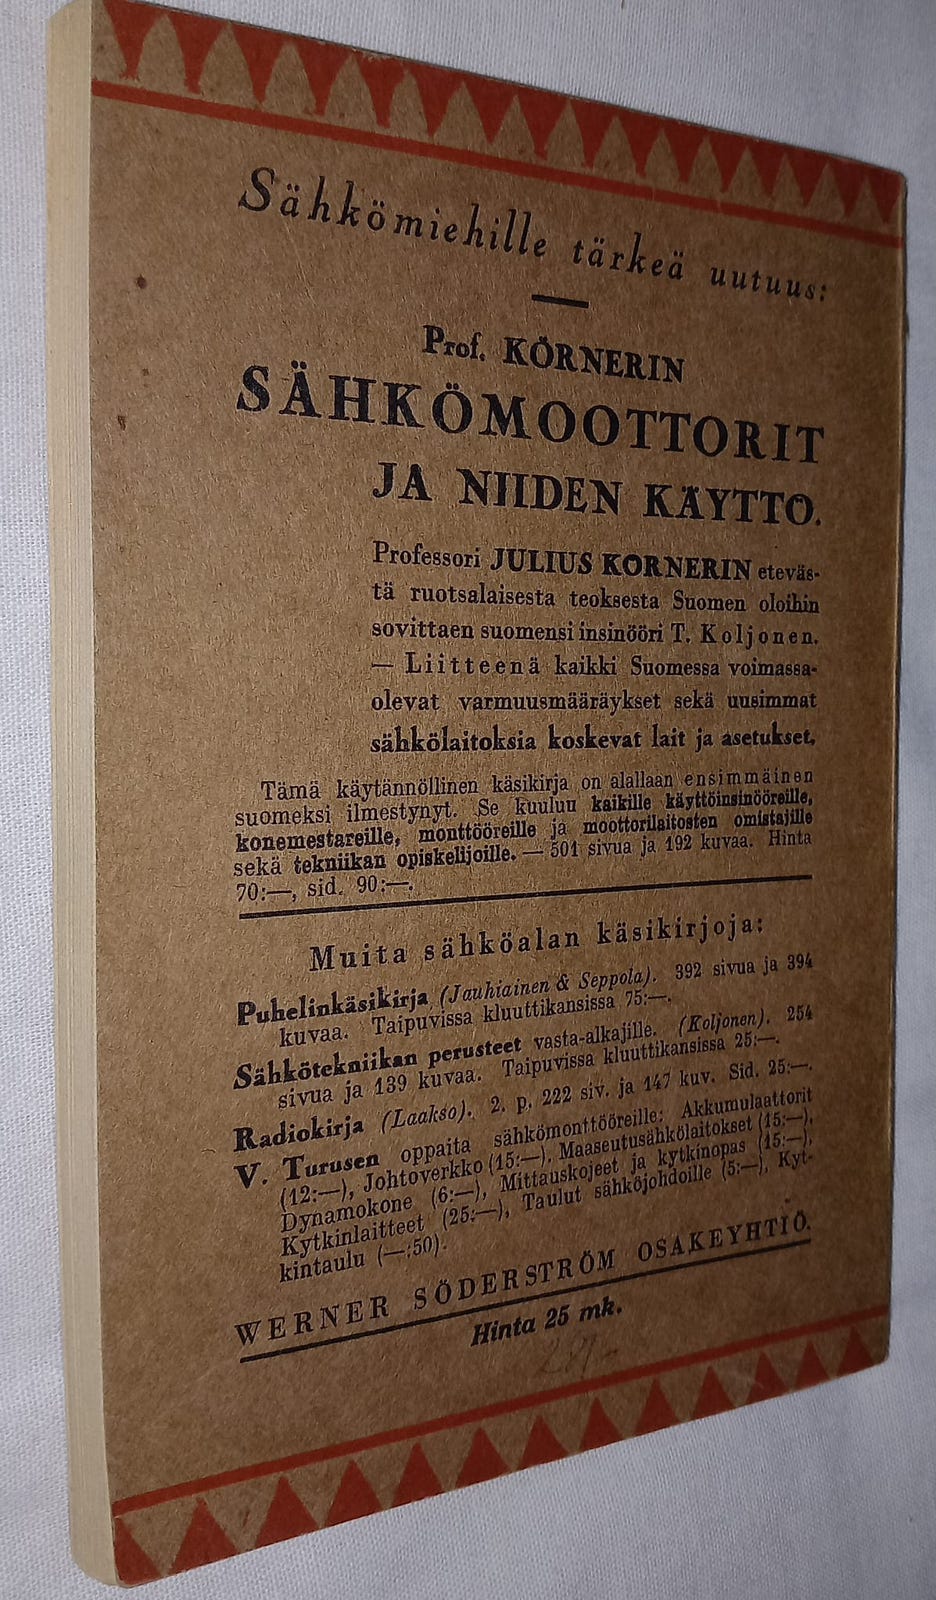 Sähkömiehille tärkeä uutuus:
Prof. KÖRNERIN
SÄHKÖMOOTTORIT
JA NIIDEN KÄYTTÖ.
Professori JULIUS KÖRNERIN eteväs-
tä ruotsalaisesta teoksesta Suomen oloihin
sovittaen suomensi insinööri T. Koljonen.
— Liitteenä kaikki Suomessa voimassa-
olevat varmuusmääräykset sekä uusimmat
sähkölaitoksia koskevat lait ja asetukset.
Tämä käytännöllinen käsikirja on alallaan ensimmäinen
suomeksi ilmestynyt. Se kuuluu kaikille käyttöinsinööreille,
konemestareille, monttööreille ja moottorilaitosten omistajille
sekä tekniikan opiskelijoille. — 501 sivua ja 192 kuvaa. Hinta
70:—, sid. 90:—.
Muita sähköalan käsikirjoja:
Puhelinkäsikirja (Jauhiainen & Seppola). 392 sivua ja 394
kuvaa. Taipuvissa kluuttikansissa 75:—.
Sähkötekniikan perusteet vasta-alkajille. (Koljonen). 254
sivua ja 139 kuvaa. Taipuvissa kluuttikansissa 25:—.
Radiokirja (Laakso). 2. p. 222 siv. ja 147 kuv. Sid. 25:—.
V. Turusen oppaita sähkömonttööreille: Akkumulaattorit
(12:—), Johtoverkko (15:—), Maaseutusähkölaitokset (15:—),
Dynamokone (6:—), Mittauskojeet ja kytkinopas (15:—),
Kytkinlaitteet (25:—), Taulut sähköjohdoille (5:—), Kyt-
kintaulu (—:50).
WERNER SÖDERSTRÖM OSAKEYHTIÖ.
Hinta 25 mk.